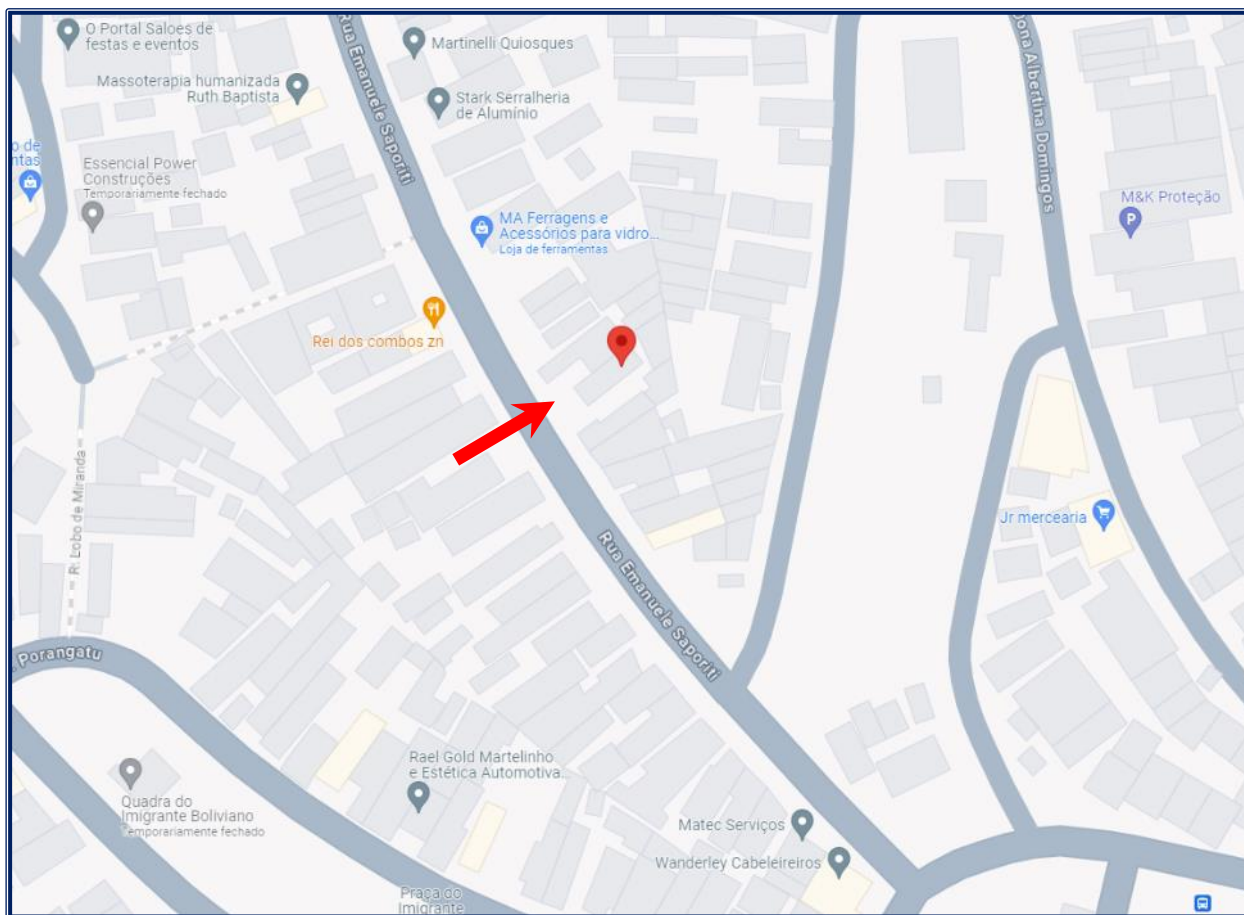 O Portal Saloes de
festas e eventos
Massoterapia humanizada
Ruth Baptista
Rua Emanuele Saporiti
Martinelli Quiosques
Stark Serralheria
de Alumínio
Essencial Power
Construções
Temporariamente fechado
MA Ferragens e
Acessórios para vidro...
Loja de ferramentas
Albertina Domingos
M&K Proteção
P
Rei dos combos zn
R. Lobo de Miranda
Jr mercearia
Rua Emanuele Saporiti
Porangatu
Rael Gold Martelinho
e Estética Automotiva...
Quadra do
Imigrante Boliviano
Temporariamente fechado
Matec Serviços
Wanderley Cabeleireiros
Praça do
Imigrante